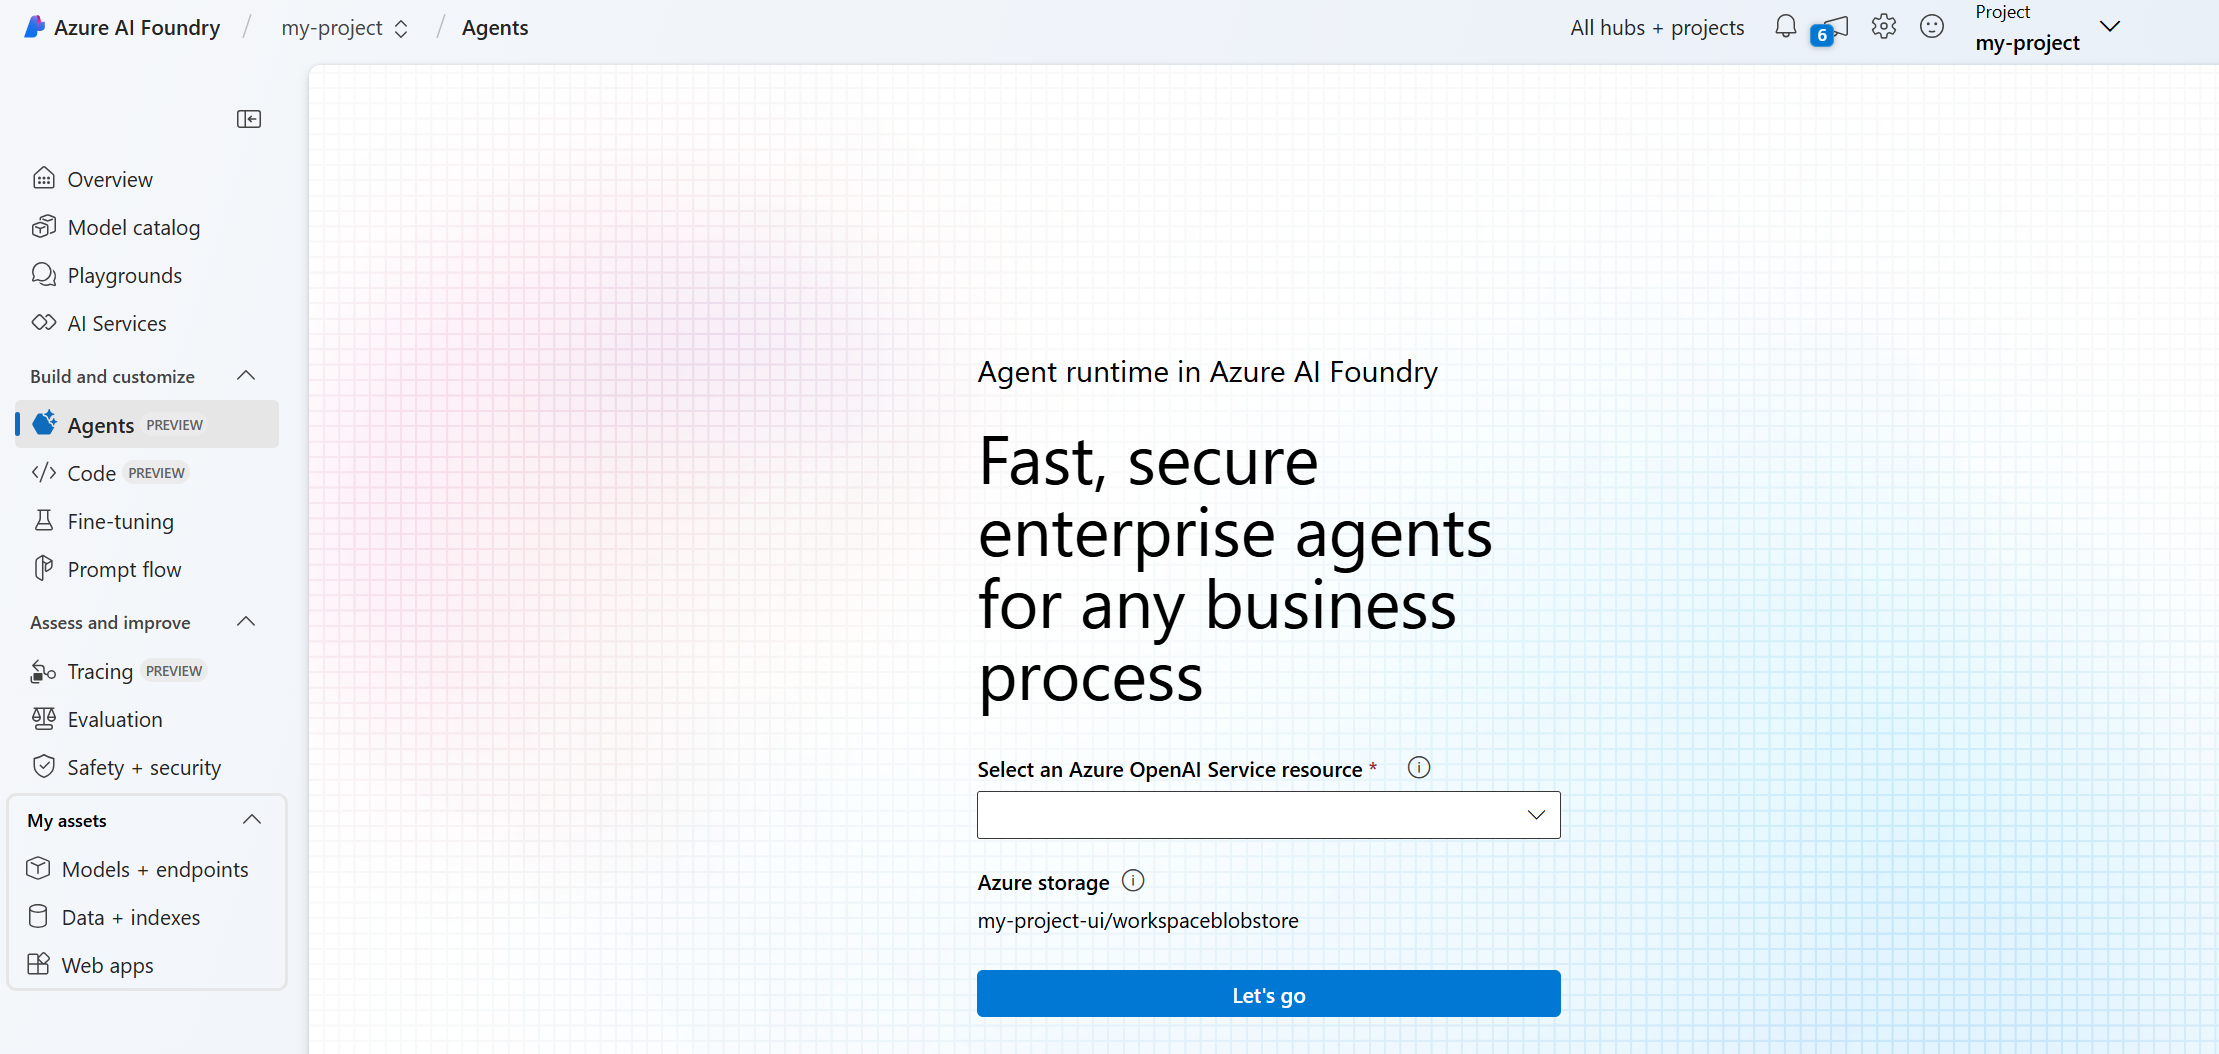 Azure AI Foundry / my-project / Agents
All hubs + projects
6
Project
my-project
Overview
Model catalog
Playgrounds
AI Services
Build and customize
Agents PREVIEW
Code PREVIEW
Fine-tuning
Prompt flow
Assess and improve
Tracing PREVIEW
Evaluation
Safety + security
My assets
Models + endpoints
Data + indexes
Web apps
Agent runtime in Azure AI Foundry
Fast, secure
enterprise agents
for any business
process
Select an Azure OpenAI Service resource *
Azure storage
my-project-ui/workspaceblobstore
Let's go